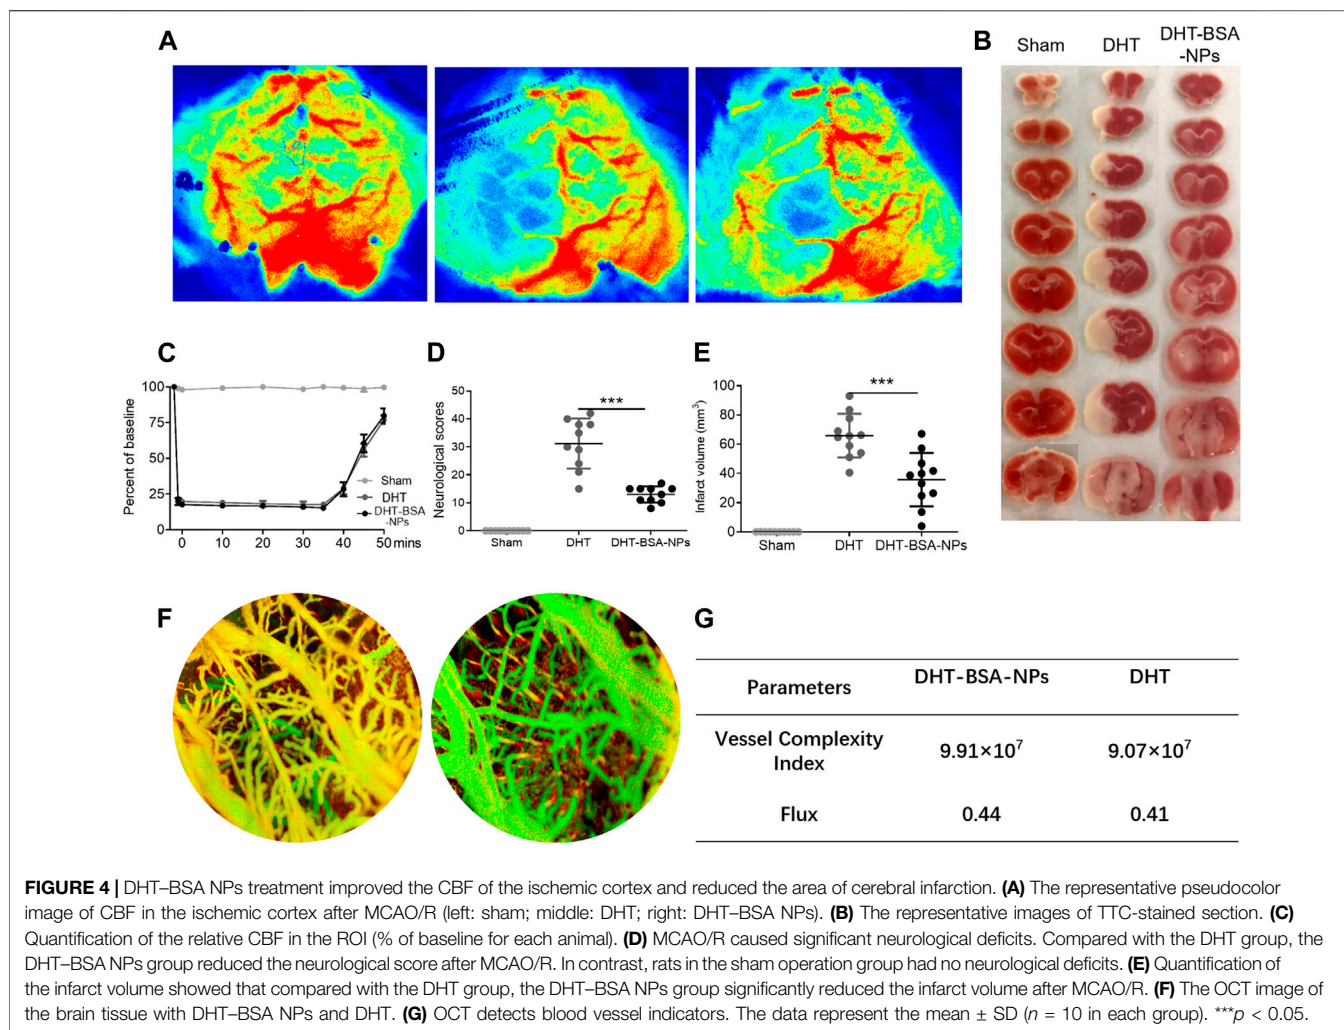 A
B
Sham
DHT
DHT-BSA
-NPs
C
Percent of baseline
100
75
50
25
0
0
10
20
30
40
50
mins
Sham
DHT
DHT-BSA
-NPs
D
Neurological scores
50
40
30
20
10
0
***
Sham
DHT
DHT-BSA-NPs
E
Infarct volume (mm³)
100
80
60
40
20
0
***
Sham
DHT
DHT-BSA-NPs
F
G
Parameters DHT-BSA-NPs DHT
Vessel Complexity
Index 9.91×10⁷ 9.07×10⁷
Flux 0.44 0.41
FIGURE 4 | DHT–BSA NPs treatment improved the CBF of the ischemic cortex and reduced the area of cerebral infarction. (A) The representative pseudocolor
image of CBF in the ischemic cortex after MCAO/R (left: sham; middle: DHT; right: DHT–BSA NPs). (B) The representative images of TTC-stained section. (C)
Quantification of the relative CBF in the ROI (% of baseline for each animal). (D) MCAO/R caused significant neurological deficits. Compared with the DHT group, the
DHT–BSA NPs group reduced the neurological score after MCAO/R. In contrast, rats in the sham operation group had no neurological deficits. (E) Quantification of
the infarct volume showed that compared with the DHT group, the DHT–BSA NPs group significantly reduced the infarct volume after MCAO/R. (F) The OCT image of
the brain tissue with DHT–BSA NPs and DHT. (G) OCT detects blood vessel indicators. The data represent the mean ± SD (n = 10 in each group). ***p < 0.05.